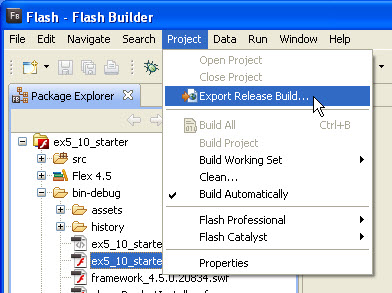 Flash - Flash Builder
File Edit Navigate Search Project Data Run Window Help
Open Project
Close Project
Export Release Build...
Build All Ctrl+B
Build Project
Build Working Set
Clean...
Build Automatically
Flash Professional
Flash Catalyst
Properties
Package Explorer
ex5_10_starter
src
Flex 4.5
bin-debug
assets
history
ex5_10_starte
ex5_10_starte
framework_4.5.0.20834.swf